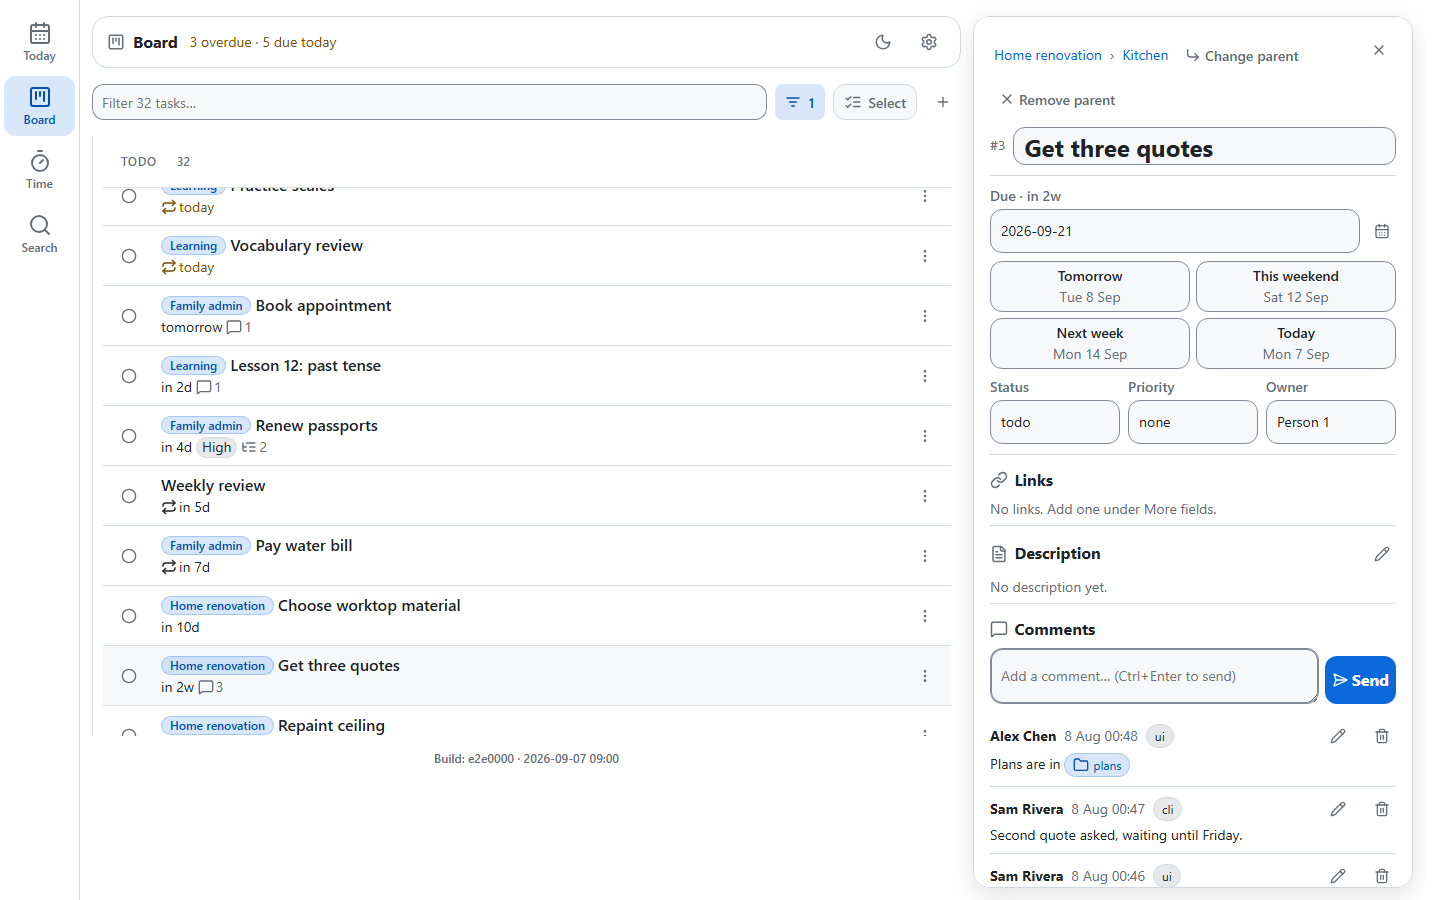 Today
Board
Time
Search
Board 3 overdue · 5 due today
Filter 32 tasks...
1
Select
TODO 32
Learning Practice scales
today
Learning Vocabulary review
today
Family admin Book appointment
tomorrow 1
Learning Lesson 12: past tense
in 2d 1
Family admin Renew passports
in 4d High 2
Weekly review
in 5d
Family admin Pay water bill
in 7d
Home renovation Choose worktop material
in 10d
Home renovation Get three quotes
in 2w 3
Home renovation Repaint ceiling
Build: e2e0000 · 2026-09-07 09:00
Home renovation › Kitchen Change parent
Remove parent
#3 Get three quotes
Due · in 2w
2026-09-21
Tomorrow
Tue 8 Sep
This weekend
Sat 12 Sep
Next week
Mon 14 Sep
Today
Mon 7 Sep
Status Priority Owner
todo none Person 1
Links
No links. Add one under More fields.
Description
No description yet.
Comments
Add a comment... (Ctrl+Enter to send)
Send
Alex Chen 8 Aug 00:48 ui
Plans are in plans
Sam Rivera 8 Aug 00:47 cli
Second quote asked, waiting until Friday.
Sam Rivera 8 Aug 00:46 ui